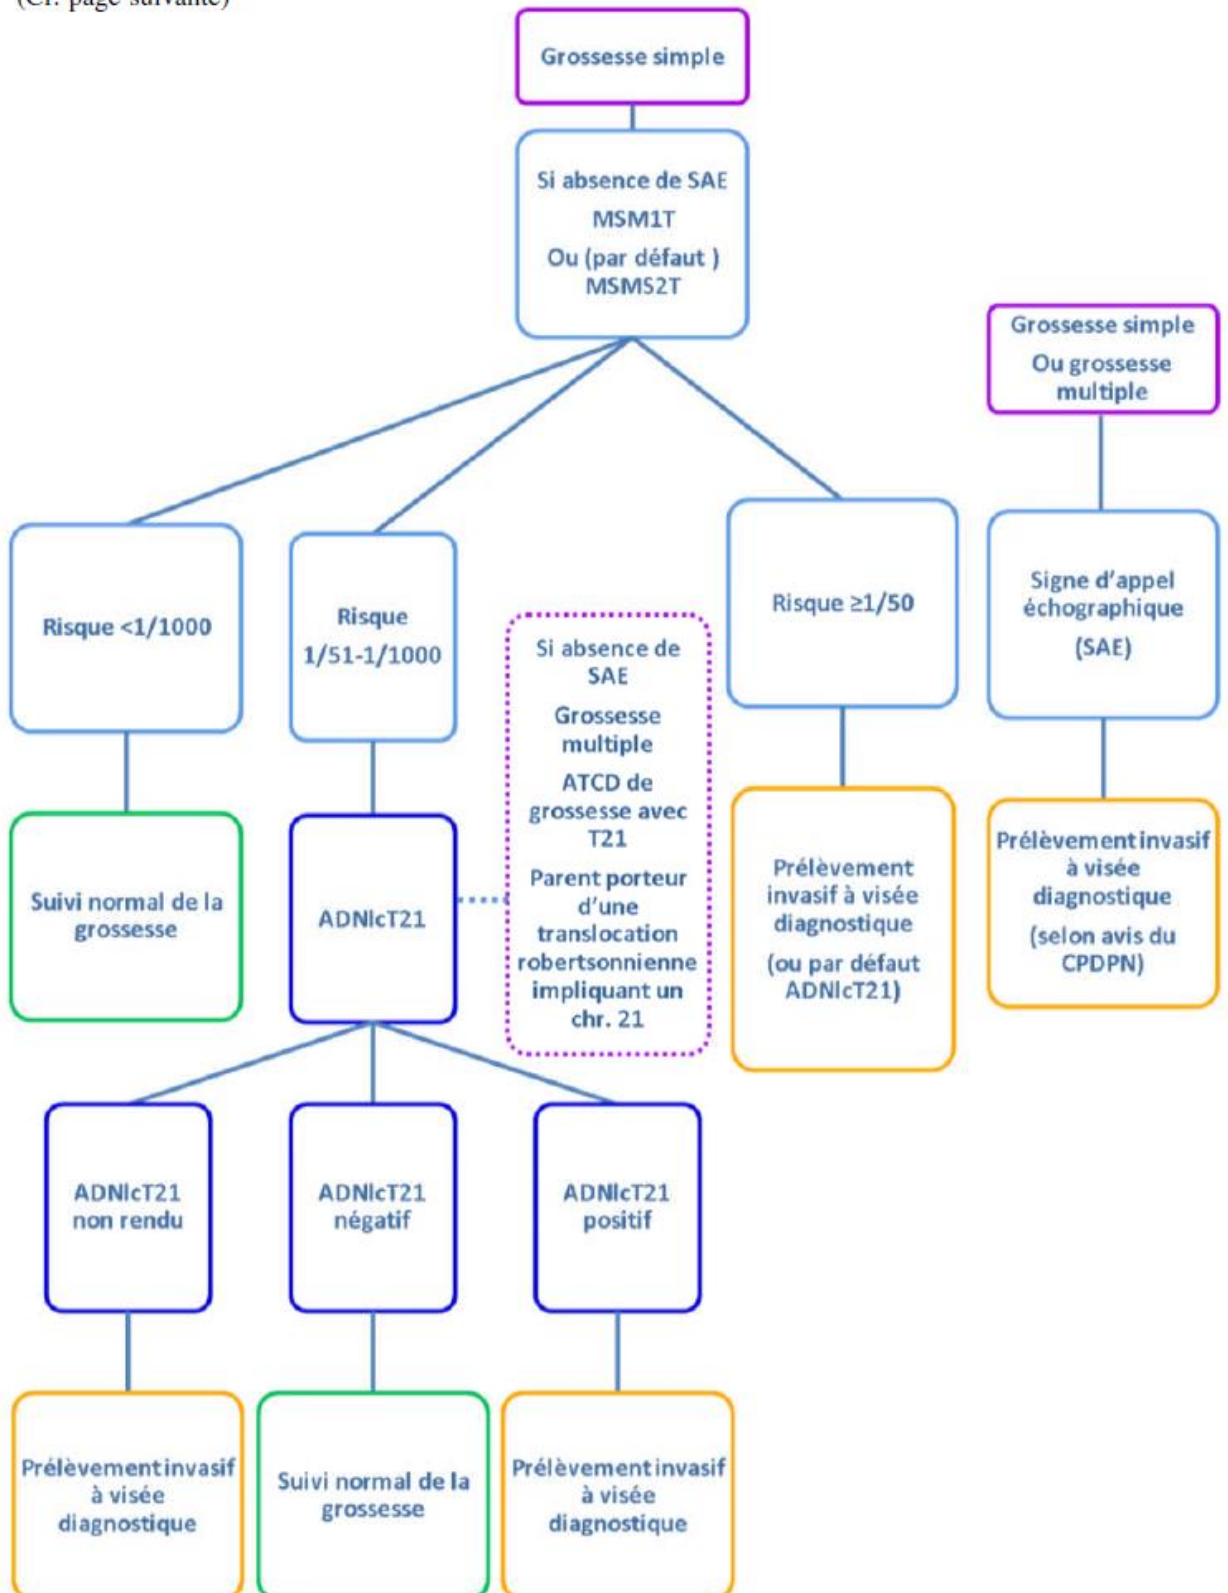 (Cf. page suivante)
Grossesse simple
Si absence de SAE
MSM1T
Ou (par défaut )
MSMS2T
Grossesse simple
Ou grossesse
multiple
Risque <1/1000
Risque
1/51-1/1000
Si absence de
SAE
Grossesse
multiple
ATCD de
grossesse avec
T21
Parent porteur
d'une
translocation
robertsonnienne
impliquant un
chr. 21
Risque ≥1/50
Signe d'appel
échographique
(SAE)
Suivi normal de la
grossesse
ADNlcT21
Prélèvement
invasif à visée
diagnostique
(ou par défaut
ADNlcT21)
Prélèvement invasif
à visée
diagnostique
(selon avis du
CPDPN)
ADNlcT21
non rendu
ADNlcT21
négatif
ADNlcT21
positif
Prélèvement invasif
à visée
diagnostique
Suivi normal de la
grossesse
Prélèvement invasif
à visée
diagnostique